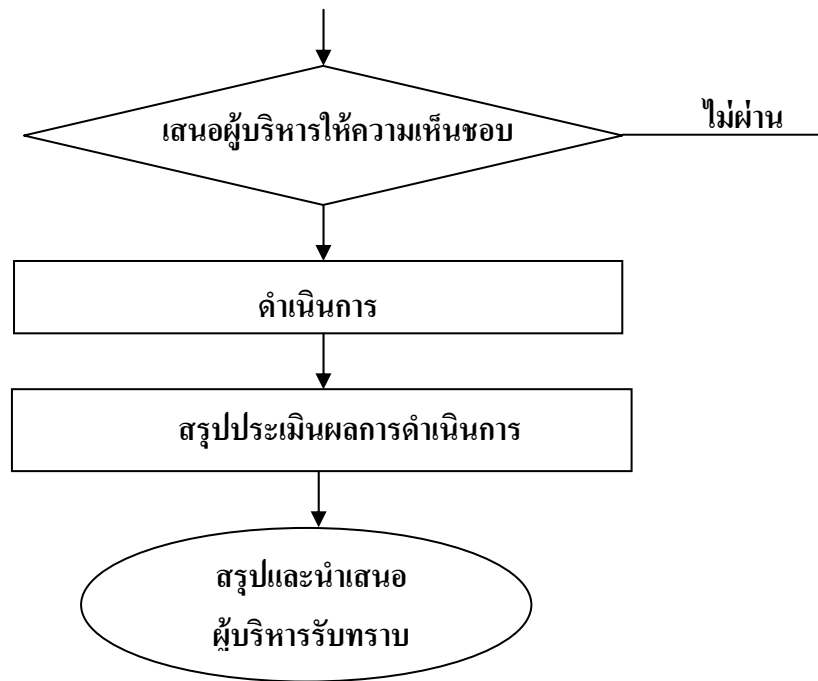 เสนอผู้บริหารให้ความเห็นชอบ
ไม่ผ่าน
ดำเนินการ
สรุปประเมินผลการดำเนินการ
สรุปและนำเสนอ
ผู้บริหารรับทราบ